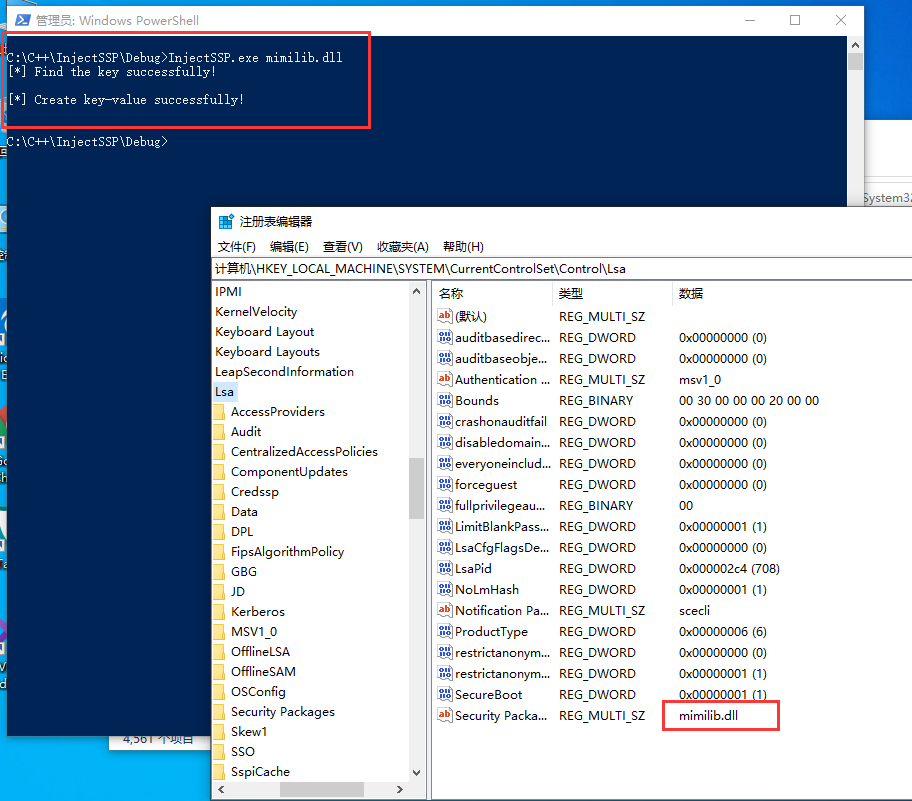 管理员: Windows PowerShell
C:\C++\InjectSSP\Debug>InjectSSP.exe mimilib.dll
[*] Find the key successfully!
[*] Create key-value successfully!
C:\C++\InjectSSP\Debug>
System32
注册表编辑器
文件(F) 编辑(E) 查看(V) 收藏夹(A) 帮助(H)
计算机\HKEY_LOCAL_MACHINE\SYSTEM\CurrentControlSet\Control\Lsa
IPMI
KernelVelocity
Keyboard Layout
Keyboard Layouts
LeapSecondInformation
Lsa
AccessProviders
Audit
CentralizedAccessPolicies
ComponentUpdates
Credssp
Data
DPL
FipsAlgorithmPolicy
GBG
JD
Kerberos
MSV1_0
OfflineLSA
OfflineSAM
OSConfig
Security Packages
Skew1
SSO
SspiCache
名称 类型 数据
(默认) REG_MULTI_SZ
auditbasedirec... REG_DWORD 0x00000000 (0)
auditbaseobje... REG_DWORD 0x00000000 (0)
Authentication ... REG_MULTI_SZ msv1_0
Bounds REG_BINARY 00 30 00 00 00 20 00 00
crashonauditfail REG_DWORD 0x00000000 (0)
disabledomain... REG_DWORD 0x00000000 (0)
everyoneinclud... REG_DWORD 0x00000000 (0)
forceguest REG_DWORD 0x00000000 (0)
fullprivilegeau... REG_BINARY 00
LimitBlankPass... REG_DWORD 0x00000001 (1)
LsaCfgFlagsDe... REG_DWORD 0x00000000 (0)
LsaPid REG_DWORD 0x000002c4 (708)
NoLmHash REG_DWORD 0x00000001 (1)
Notification Pa... REG_MULTI_SZ scecli
ProductType REG_DWORD 0x00000006 (6)
restrictanonym... REG_DWORD 0x00000000 (0)
restrictanonym... REG_DWORD 0x00000001 (1)
SecureBoot REG_DWORD 0x00000001 (1)
Security Packa... REG_MULTI_SZ mimilib.dll
4,561 个项目